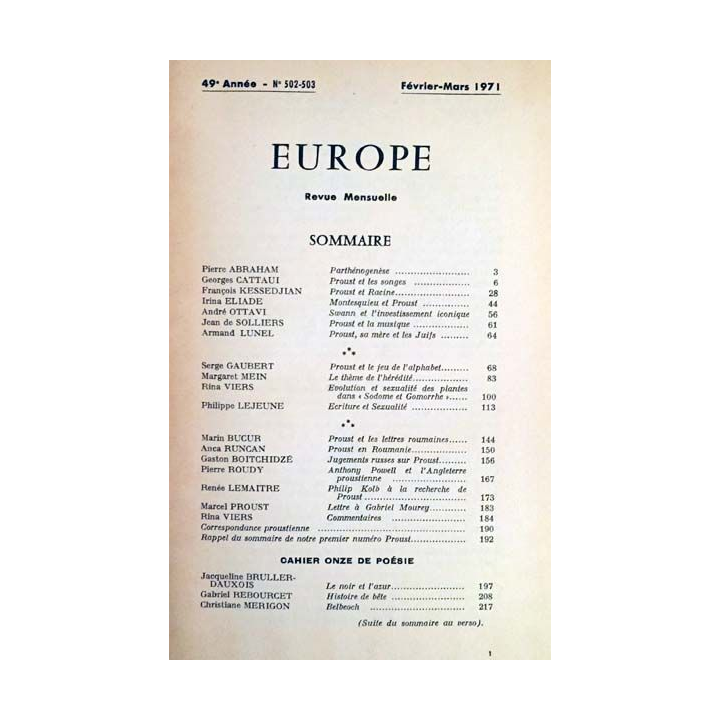 49e Année - N° 502-503 Février-Mars 1971
EUROPE
Revue Mensuelle
SOMMAIRE
Pierre ABRAHAM Parthénogenèse ........................ 3
Georges CATTAUI Proust et les songes .................. 6
François KESSEDJIAN Proust et Racine........................ 28
Irina ELIADE Montesquieu et Proust ............... 44
André OTTAVI Swann et l'investissement iconique 56
Jean de SOLLIERS Proust et la musique .................. 61
Armand LUNEL Proust, sa mère et les Juifs ........ 64
Serge GAUBERT Proust et le jeu de l'alphabet......... 68
Margaret MEIN Le thème de l'hérédité.................. 83
Rina VIERS Evolution et sexualité des plantes
dans « Sodome et Gomorrhe »...... 100
Philippe LEJEUNE Ecriture et Sexualité .................. 113
Marin BUCUR Proust et les lettres roumaines...... 144
Anca RUNCAN Proust en Roumanie.................. 150
Gaston BOITCHIDZÉ Jugements russes sur Proust......... 156
Pierre ROUDY Anthony Powell et l'Angleterre
proustienne ........................ 167
Renée LEMAITRE Philip Kolb à la recherche de
Proust................................. 173
Marcel PROUST Lettre à Gabriel Mourey............ 183
Rina VIERS Commentaires ........................ 184
Correspondance proustienne ................................................ 190
Rappel du sommaire de notre premier numéro Proust.................. 192
CAHIER ONZE DE POÉSIE
Jacqueline BRULLER-
DAUXOIS Le noir et l'azur........................ 197
Gabriel REBOURCET Histoire de bête ........................ 208
Christiane MERIGON Belbeoch .............................. 217
(Suite du sommaire au verso).
1